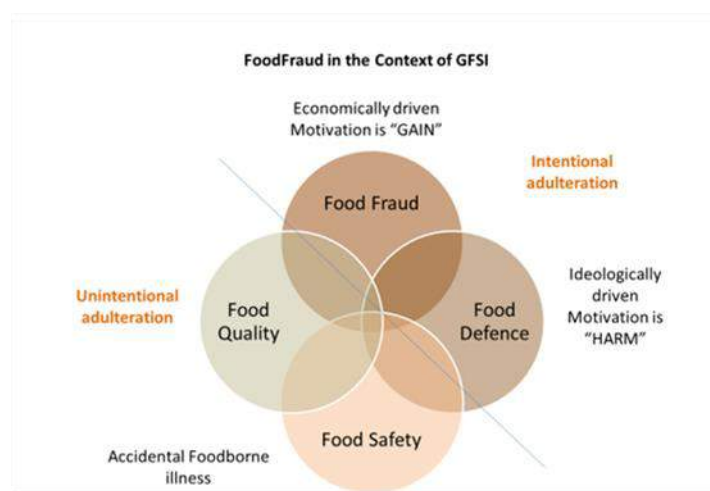 FoodFraud in the Context of GFSI
Economically driven
Motivation is “GAIN”
Intentional
adulteration
Food Fraud
Unintentional
adulteration
Food
Quality
Food
Defence
Ideologically
driven
Motivation is
“HARM”
Food Safety
Accidental Foodborne
illness